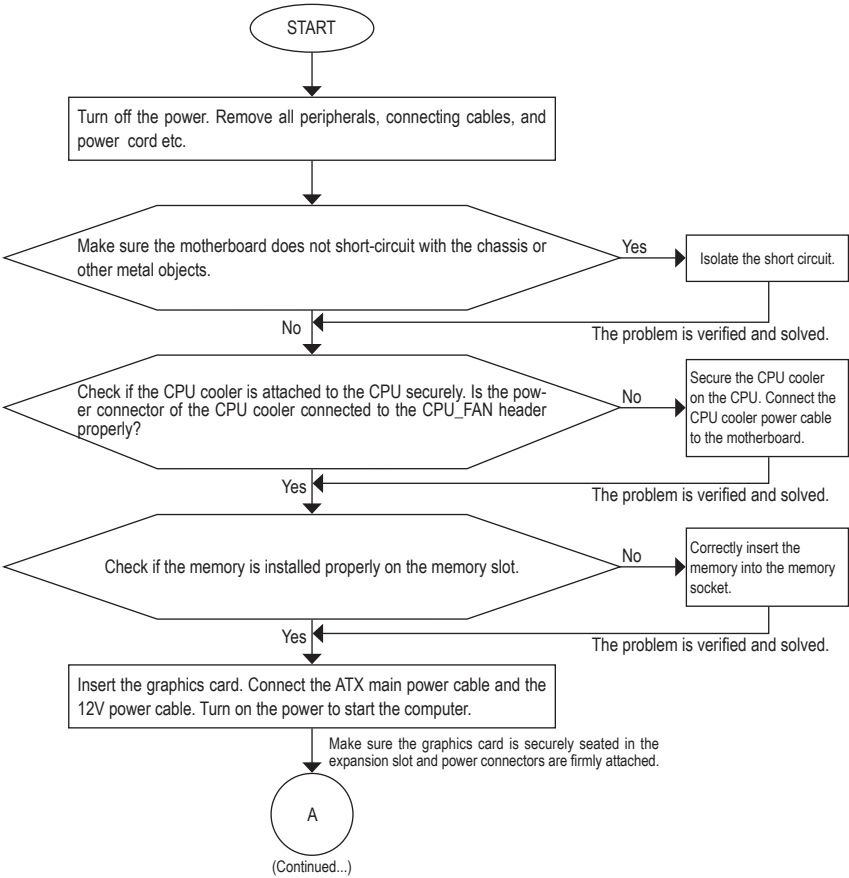 START
Turn off the power. Remove all peripherals, connecting cables, and
power cord etc.
Make sure the motherboard does not short-circuit with the chassis or
other metal objects.
Yes
Isolate the short circuit.
No
The problem is verified and solved.
Check if the CPU cooler is attached to the CPU securely. Is the pow-
er connector of the CPU cooler connected to the CPU_FAN header
properly?
No
Secure the CPU cooler
on the CPU. Connect the
CPU cooler power cable
to the motherboard.
Yes
The problem is verified and solved.
Check if the memory is installed properly on the memory slot.
No
Correctly insert the
memory into the memory
socket.
Yes
The problem is verified and solved.
Insert the graphics card. Connect the ATX main power cable and the
12V power cable. Turn on the power to start the computer.
Make sure the graphics card is securely seated in the
expansion slot and power connectors are firmly attached.
A
(Continued...)